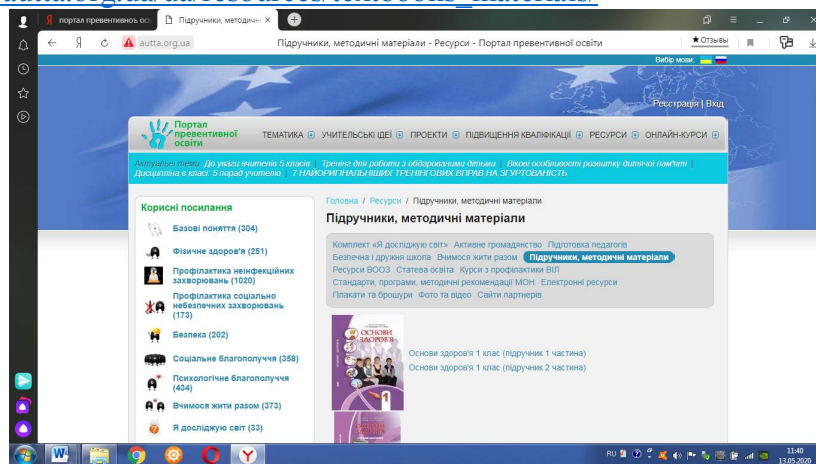 autta.org.ua/ua/resources/textbooks_materials/
портал превентивноъ осі
Підручники, методичн
autta.org.ua
Підручники, методичні матеріали - Ресурси - Портал превентивної освіти
★ Отзывы
Вибір мови:
Реєстрація | Вхід
Портал
превентивної
освіти
ТЕМАТИКА
УЧИТЕЛЬСЬКІ ІДЕЇ
ПРОЕКТИ
ПІДВИЩЕННЯ КВАЛІФІКАЦІЇ
РЕСУРСИ
ОНЛАЙН-КУРСИ
Актуальні теми: До уваги вчителів 5 класів | Тренінг для роботи з обдарованими дітьми | Вікові особливості розвитку дитячої пам'яті |
Дисципліна в класі: 5 порад учителю | 7 НАЙОРИГІНАЛЬНІШИХ ТРЕНІНГОВИХ ВПРАВ НА ЗГУРТОВАНІСТЬ
Корисні посилання
Базові поняття (304)
Фізичне здоров'я (251)
Профілактика неінфекційних
захворювань (1020)
Профілактика соціально
небезпечних захворювань
(173)
Безпека (202)
Соціальне благополуччя (358)
Психологічне благополуччя
(434)
Вчимося жити разом (373)
Я досліджую світ (33)
Головна / Ресурси / Підручники, методичні матеріали
Підручники, методичні матеріали
Комплект «Я досліджую світ» Активне громадянство Підготовка педагогів
Безпечна і дружня школа Вчимося жити разом Підручники, методичні матеріали
Ресурси ВООЗ Статева освіта Курси з профілактики ВІЛ
Стандарти, програми, методичні рекомендації МОН Електронні ресурси
Плакати та брошури Фото та відео Сайти партнерів
ОСНОВИ
ЗДОРОВ'Я
1
Основи здоров'я 1 клас (підручник 1 частина)
Основи здоров'я 1 клас (підручник 2 частина)
RU
11:40
13.05.2020